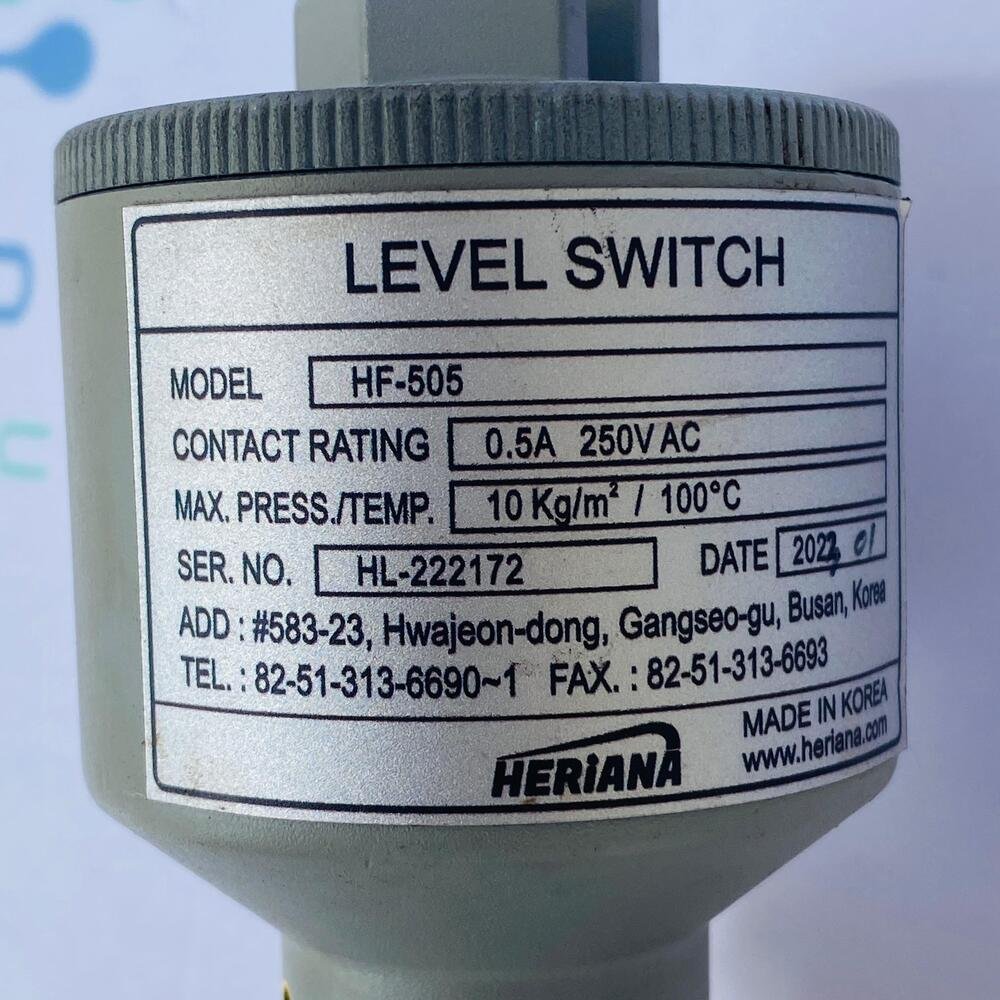 LEVEL SWITCH
MODEL HF-505
CONTACT RATING 0.5A 250V AC
MAX. PRESS./TEMP. 10 Kg/m² / 100°C
SER. NO. HL-222172 DATE 01
ADD : #583-23, Hwajeon-dong, Gangseo-gu, Busan, Korea
TEL. : 82-51-313-6690~1 FAX. : 82-51-313-6693
HERiANA
MADE IN KOREA
www.heriana.com